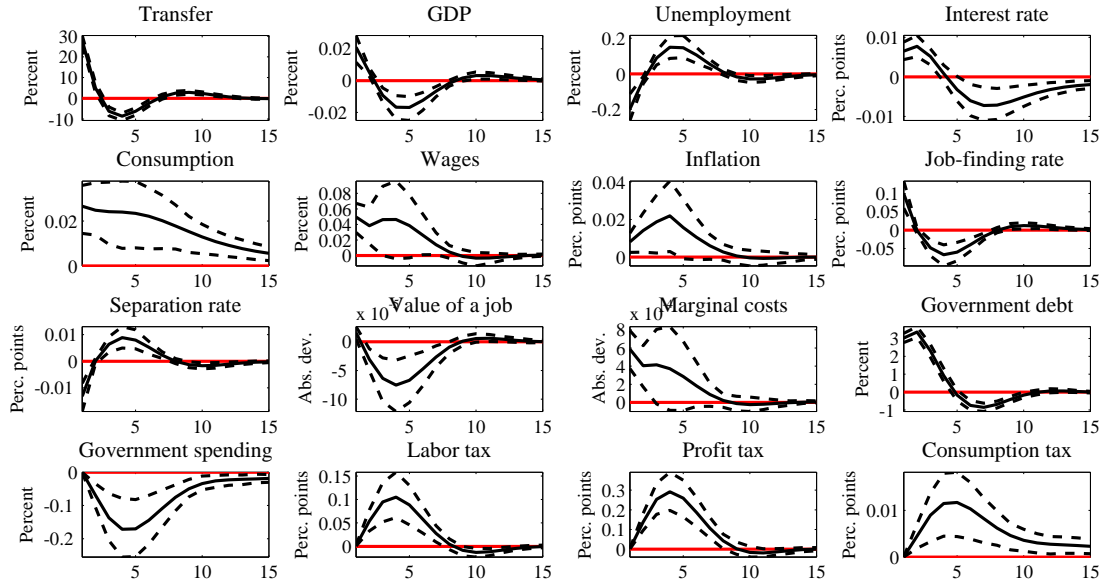 Transfer GDP Unemployment Interest rate
30 20 10 0 -10 Percent 5 10 15
0.02 0 -0.02 Percent 5 10 15
0.2 0 -0.2 Percent 5 10 15
0.01 0 -0.01 Perc. points 5 10 15
Consumption Wages Inflation Job-finding rate
0.02 0 Percent 5 10 15
0.08 0.06 0.04 0.02 0 Percent 5 10 15
0.04 0.02 0 Perc. points 5 10 15
0.1 0.05 0 -0.05 Perc. points 5 10 15
Separation rate Value of a job Marginal costs Government debt
0.01 0 -0.01 Perc. points 5 10 15
x 10 0 -5 -10 Abs. dev. 5 10 15
x 10 8 6 4 2 0 Abs. dev. 5 10 15
3 2 1 0 -1 Percent 5 10 15
Government spending Labor tax Profit tax Consumption tax
0 -0.1 -0.2 Percent 5 10 15
0.15 0.1 0.05 0 Perc. points 5 10 15
0.3 0.2 0.1 0 Perc. points 5 10 15
0.01 0 Perc. points 5 10 15